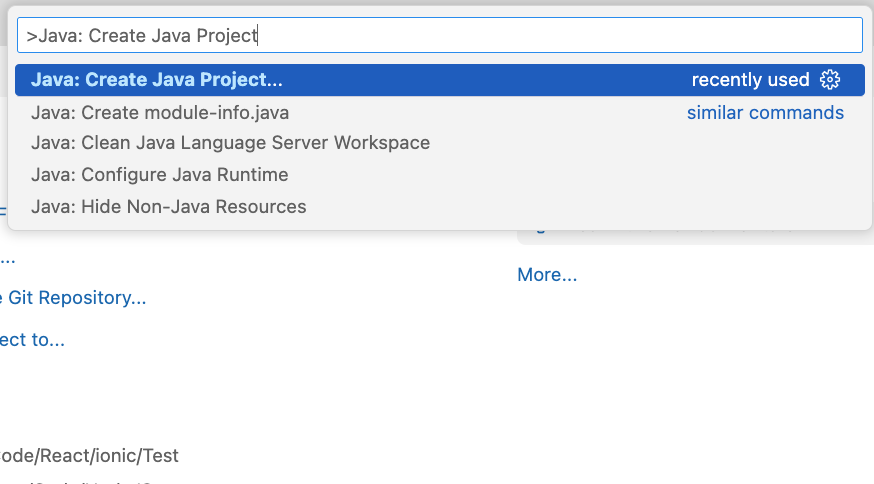 >Java: Create Java Project
Java: Create Java Project... recently used
Java: Create module-info.java similar commands
Java: Clean Java Language Server Workspace
Java: Configure Java Runtime
Java: Hide Non-Java Resources
...
More...
Git Repository...
to...
/React/ionic/Test